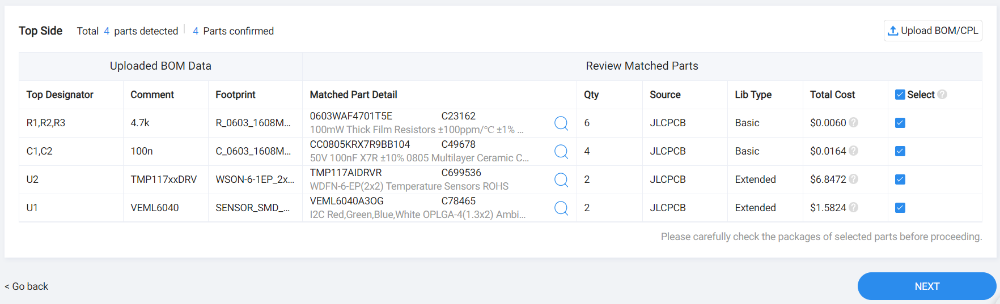 Top Side Total 4 parts detected 4 Parts confirmed
Upload BOM/CPL
Uploaded BOM Data Review Matched Parts
Top Designator Comment Footprint Matched Part Detail Qty Source Lib Type Total Cost Select
R1,R2,R3 4.7k R_0603_1608M... 0603WAF4701T5E C23162 6 JLCPCB Basic $0.0060
100mW Thick Film Resistors ±100ppm/℃ ±1% ...
C1,C2 100n C_0603_1608M... CC0805KRX7R9BB104 C49678 4 JLCPCB Basic $0.0164
50V 100nF X7R ±10% 0805 Multilayer Ceramic C...
U2 TMP117xxDRV WSON-6-1EP_2x... TMP117AIDRVR C699536 2 JLCPCB Extended $6.8472
WDFN-6-EP(2x2) Temperature Sensors ROHS
U1 VEML6040 SENSOR_SMD_... VEML6040A3OG C78465 2 JLCPCB Extended $1.5824
I2C Red,Green,Blue,White OPLGA-4(1.3x2) Ambi...
Please carefully check the packages of selected parts before proceeding.
< Go back
NEXT